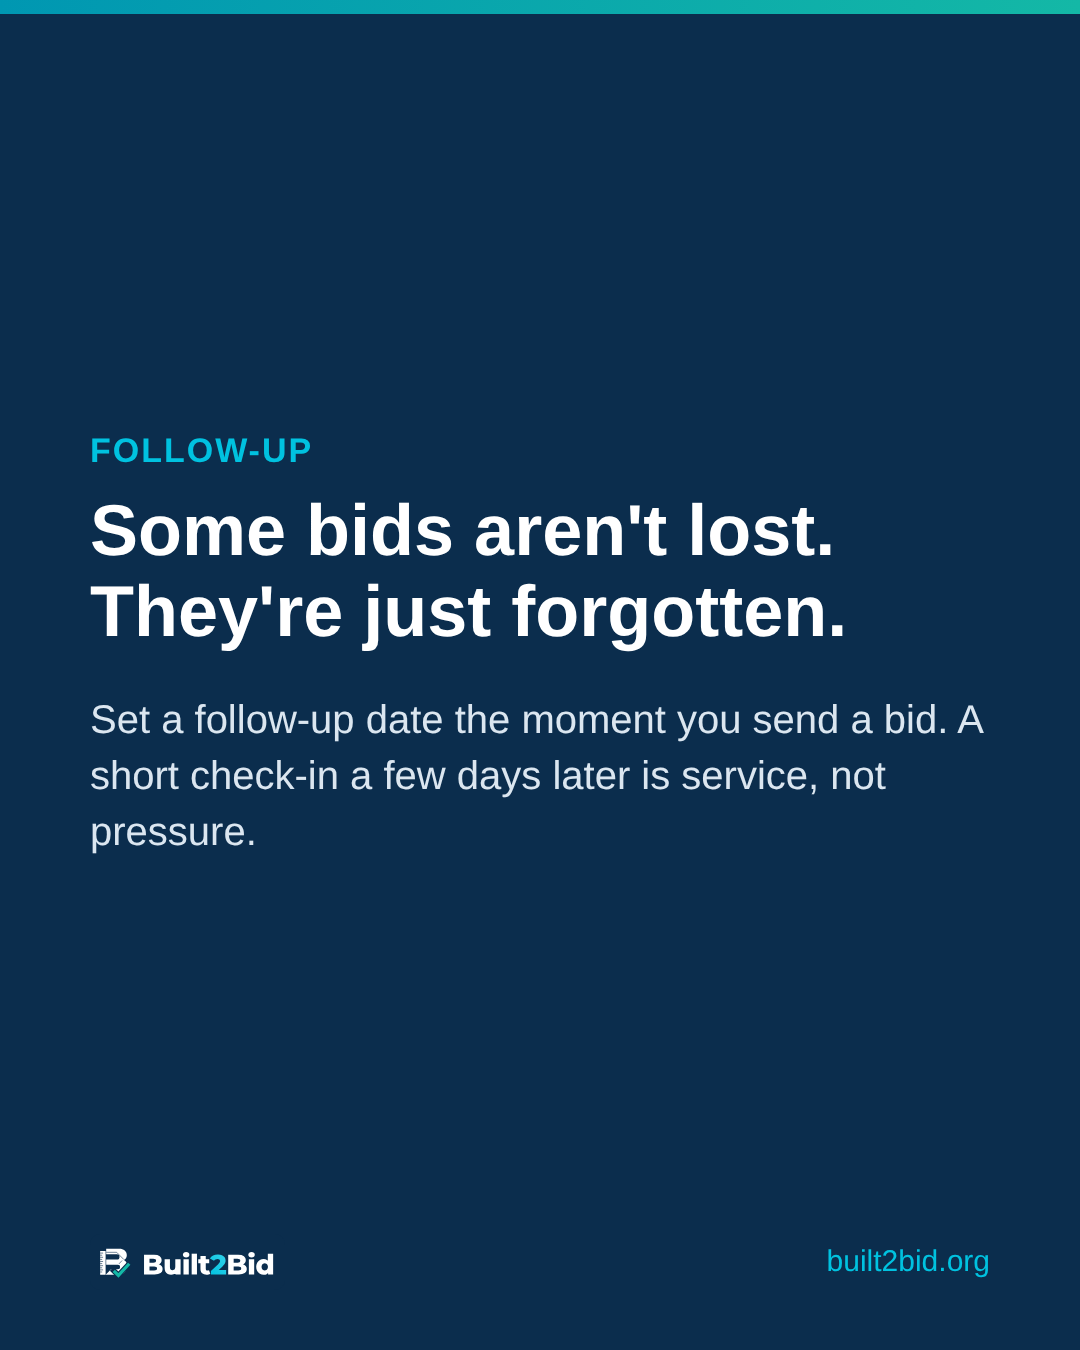 FOLLOW-UP
Some bids aren't lost.
They're just forgotten.
Set a follow-up date the moment you send a bid. A
short check-in a few days later is service, not
pressure.
Built2Bid
built2bid.org